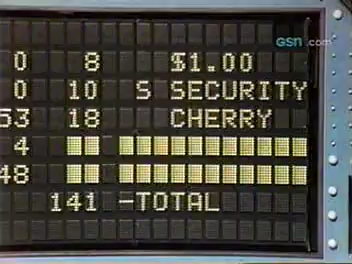 GSN.com
0 8 $1.00
0 10 S SECURITY
53 18 CHERRY
4
48
141 -TOTAL